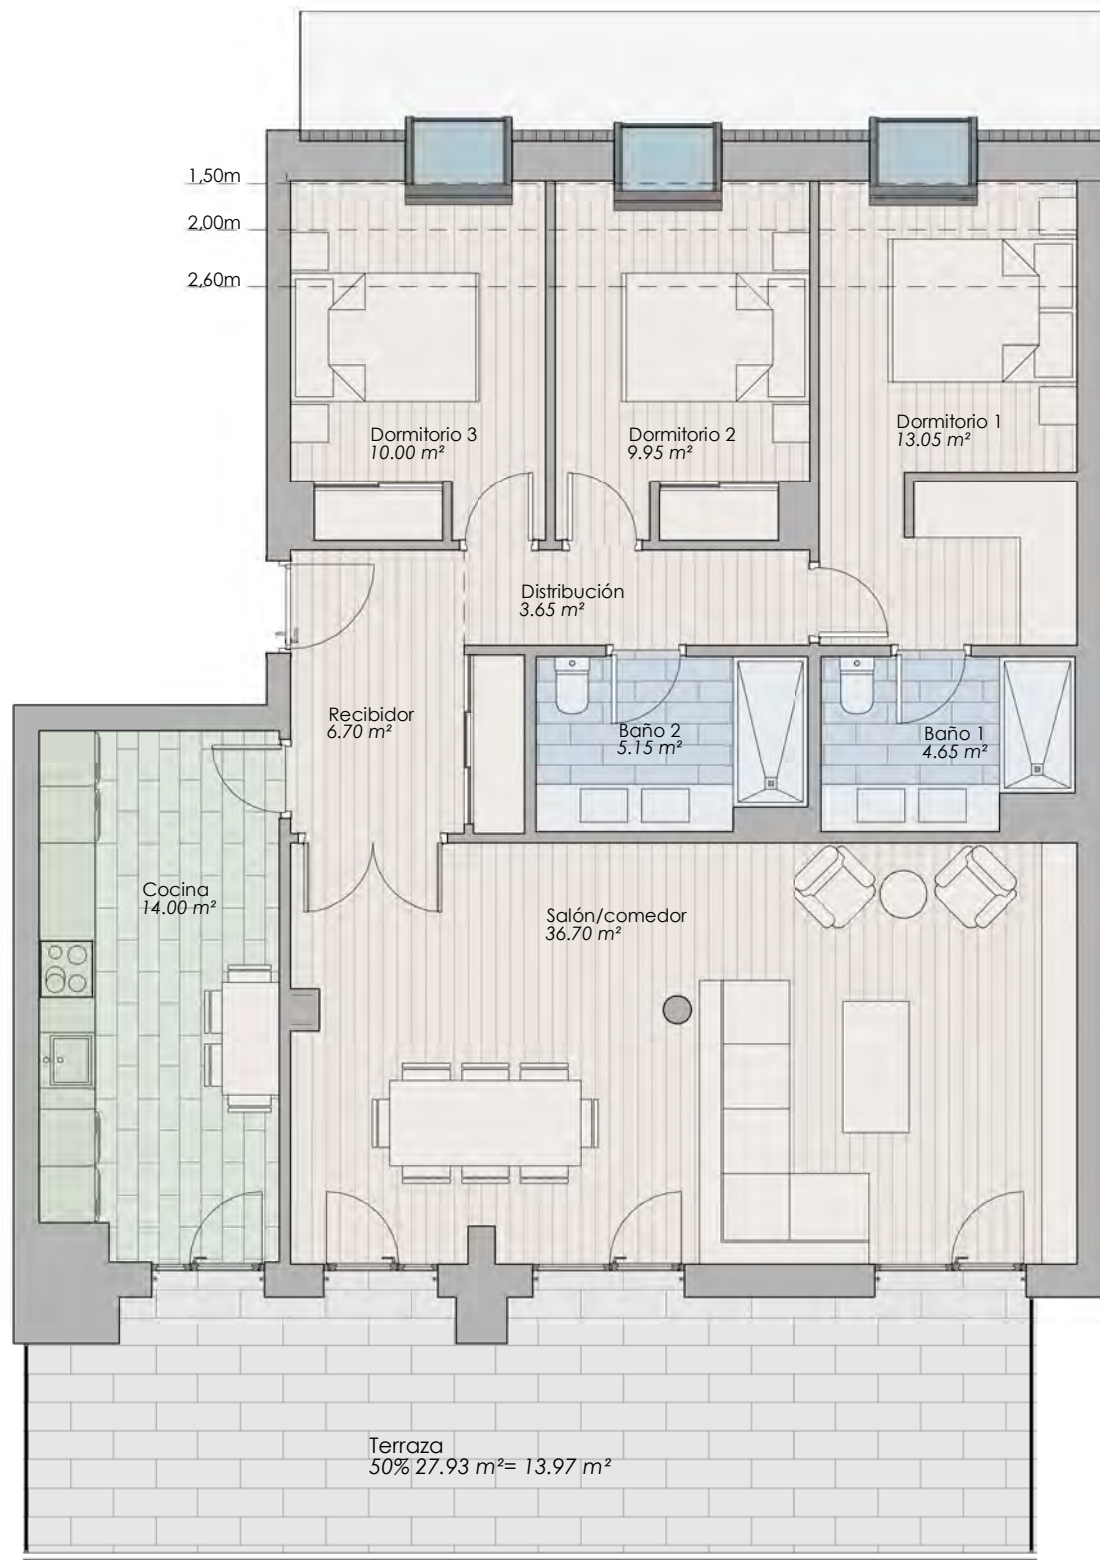 1,50m
2,00m
2,60m
Dormitorio 3
10.00 m²
Dormitorio 2
9.95 m²
Dormitorio 1
13.05 m²
Distribución
3.65 m²
Recibidor
6.70 m²
Baño 2
5.15 m²
Baño 1
4.65 m²
Cocina
14.00 m²
Salón/comedor
36.70 m²
Terraza
50% 27.93 m²= 13.97 m²